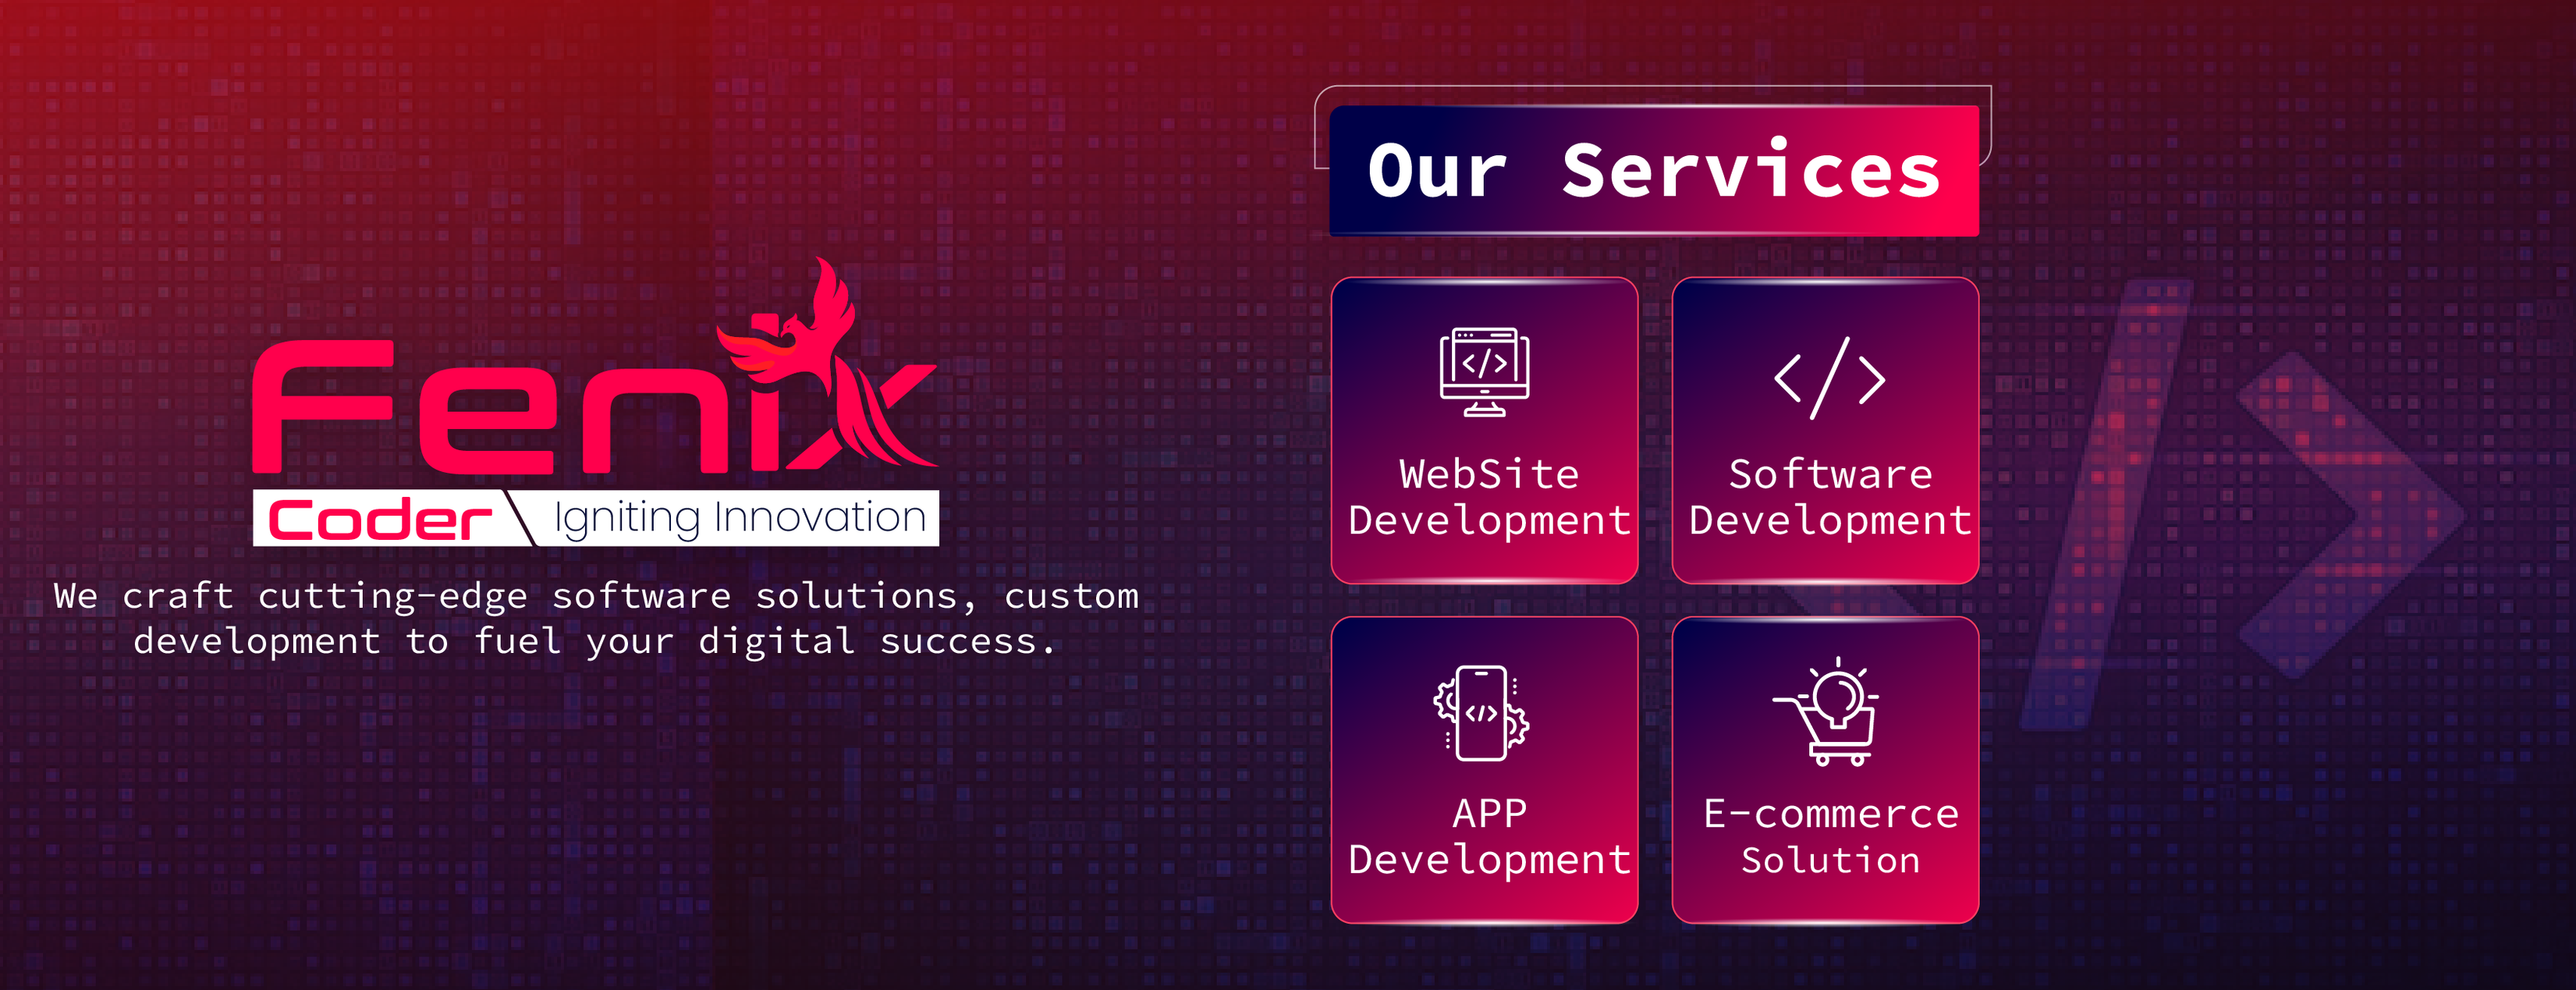 Fenix
Coder Igniting Innovation
We craft cutting-edge software solutions, custom
development to fuel your digital success.
Our Services
WebSite
Development
Software
Development
APP
Development
E-commerce
Solution